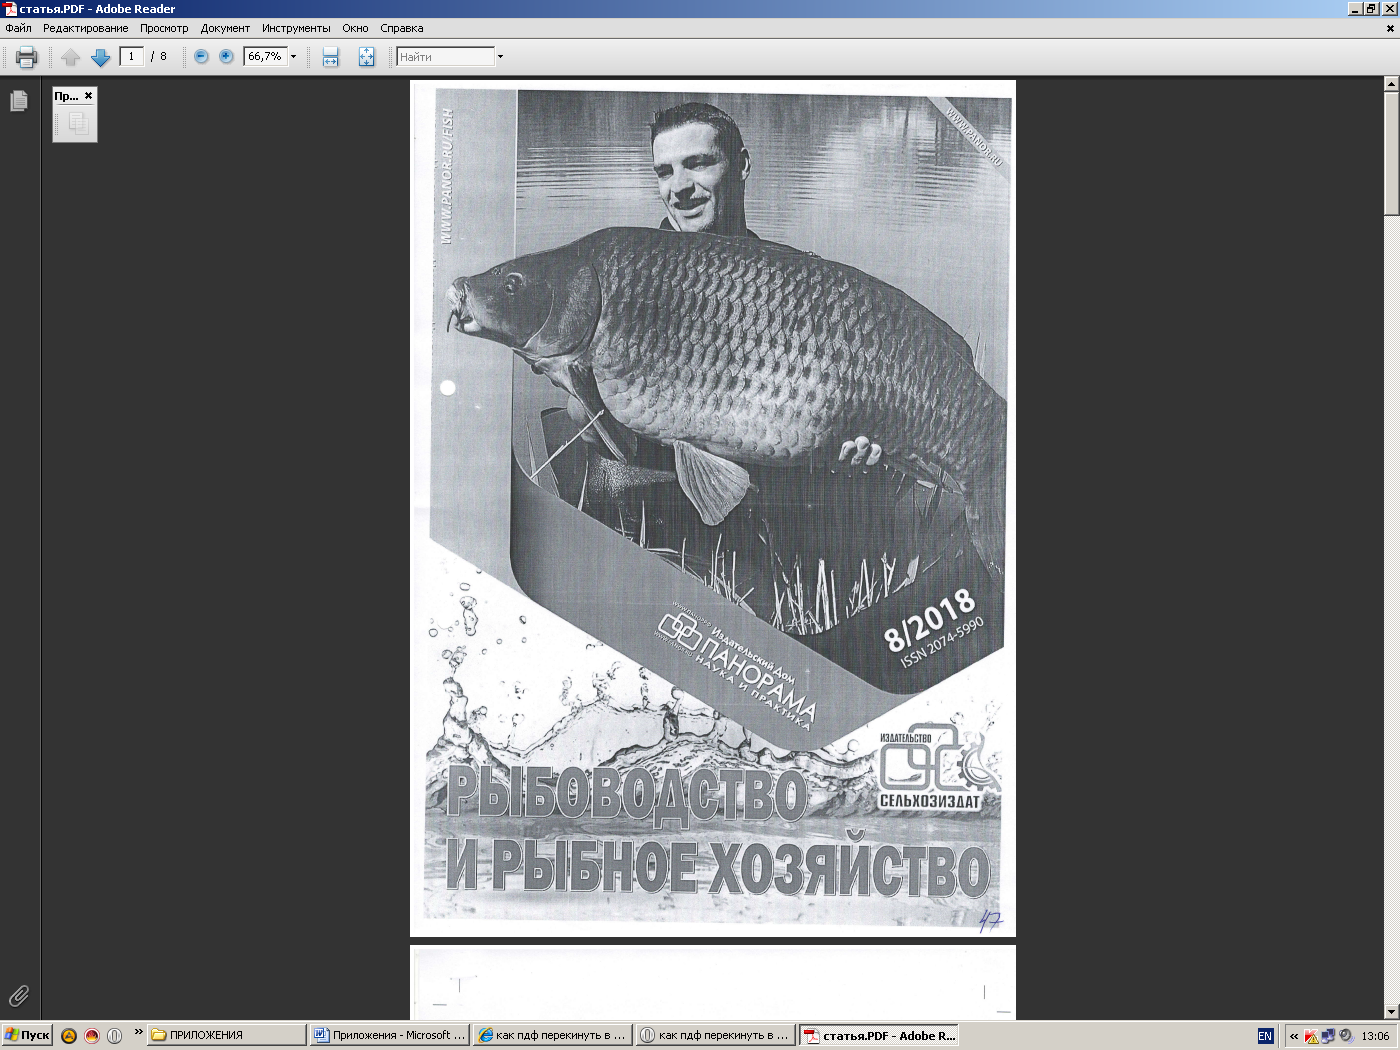 статья.PDF - Adobe Reader
Файл Редактирование Просмотр Документ Инструменты Окно Справка
1 / 8 66,7% Найти
Пр...
WWW.PANOR.RU/FISH
WWW.PANOR.RU
8/2018
ISSN 2074-5990
Издательский Дом
ПАНОРАМА
НАУКА И ПРАКТИКА
ИЗДАТЕЛЬСТВО
СЕЛЬХОЗИЗДАТ
РЫБОВОДСТВО
И РЫБНОЕ ХОЗЯЙСТВО
47
Пуск » ПРИЛОЖЕНИЯ Приложения - Microsoft ... как пдф перекинуть в ... как пдф перекинуть в ... статья.PDF - Adobe R... EN « 13:06